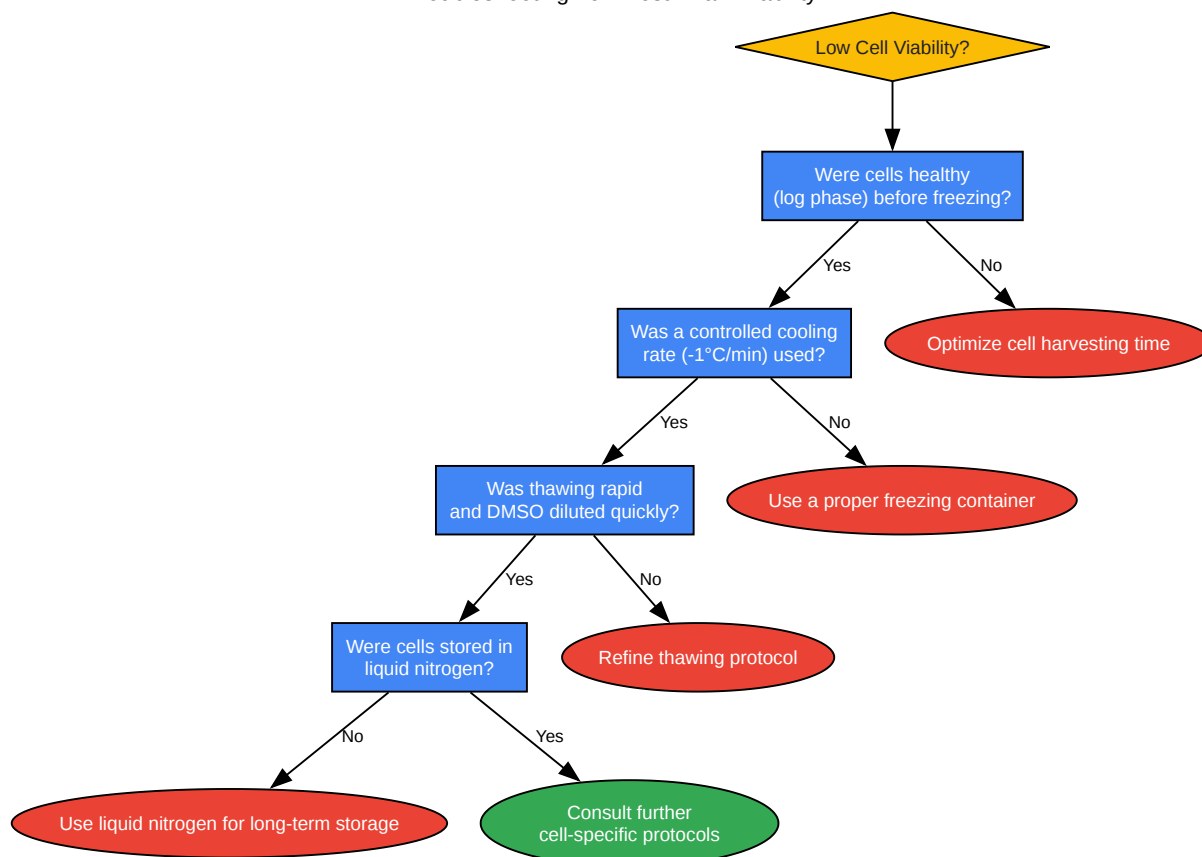 Low Cell Viability?
Were cells healthy
(log phase) before freezing?
Yes
No
Was a controlled cooling
rate (-1°C/min) used?
Optimize cell harvesting time
Yes
No
Was thawing rapid
and DMSO diluted quickly?
Use a proper freezing container
Yes
No
Were cells stored in
liquid nitrogen?
Refine thawing protocol
No
Yes
Use liquid nitrogen for long-term storage
Consult further
cell-specific protocols